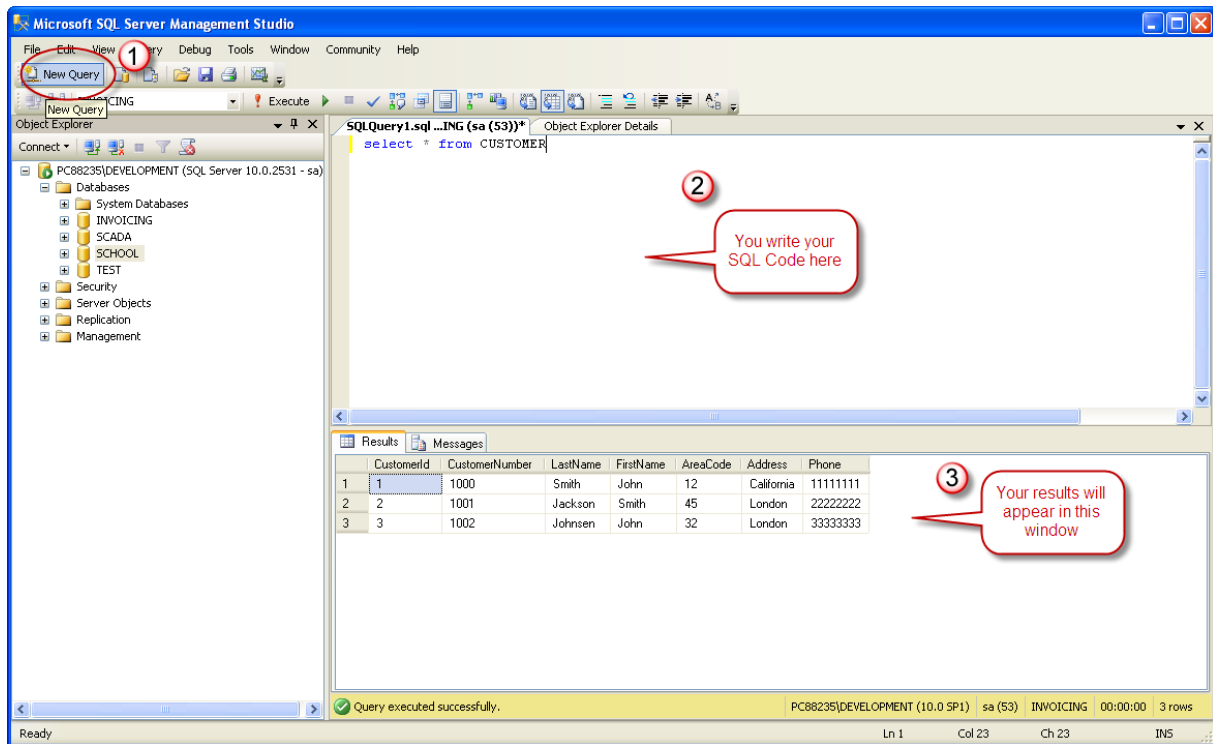 Microsoft SQL Server Management Studio
File Edit View Query Debug Tools Window Community Help
1
New Query
INVOICING Execute
New Query
Object Explorer
Connect
PC88235\DEVELOPMENT (SQL Server 10.0.2531 - sa)
Databases
System Databases
INVOICING
SCADA
SCHOOL
TEST
Security
Server Objects
Replication
Management
SQLQuery1.sql ...ING (sa (53))* Object Explorer Details
select * from CUSTOMER
2
You write your
SQL Code here
Results Messages
CustomerId CustomerNumber LastName FirstName AreaCode Address Phone
1 1 1000 Smith John 12 California 11111111
2 2 1001 Jackson Smith 45 London 22222222
3 3 1002 Johnsen John 32 London 33333333
3
Your results will
appear in this
window
Query executed successfully. PC88235\DEVELOPMENT (10.0 SP1) sa (53) INVOICING 00:00:00 3 rows
Ready Ln 1 Col 23 Ch 23 INS